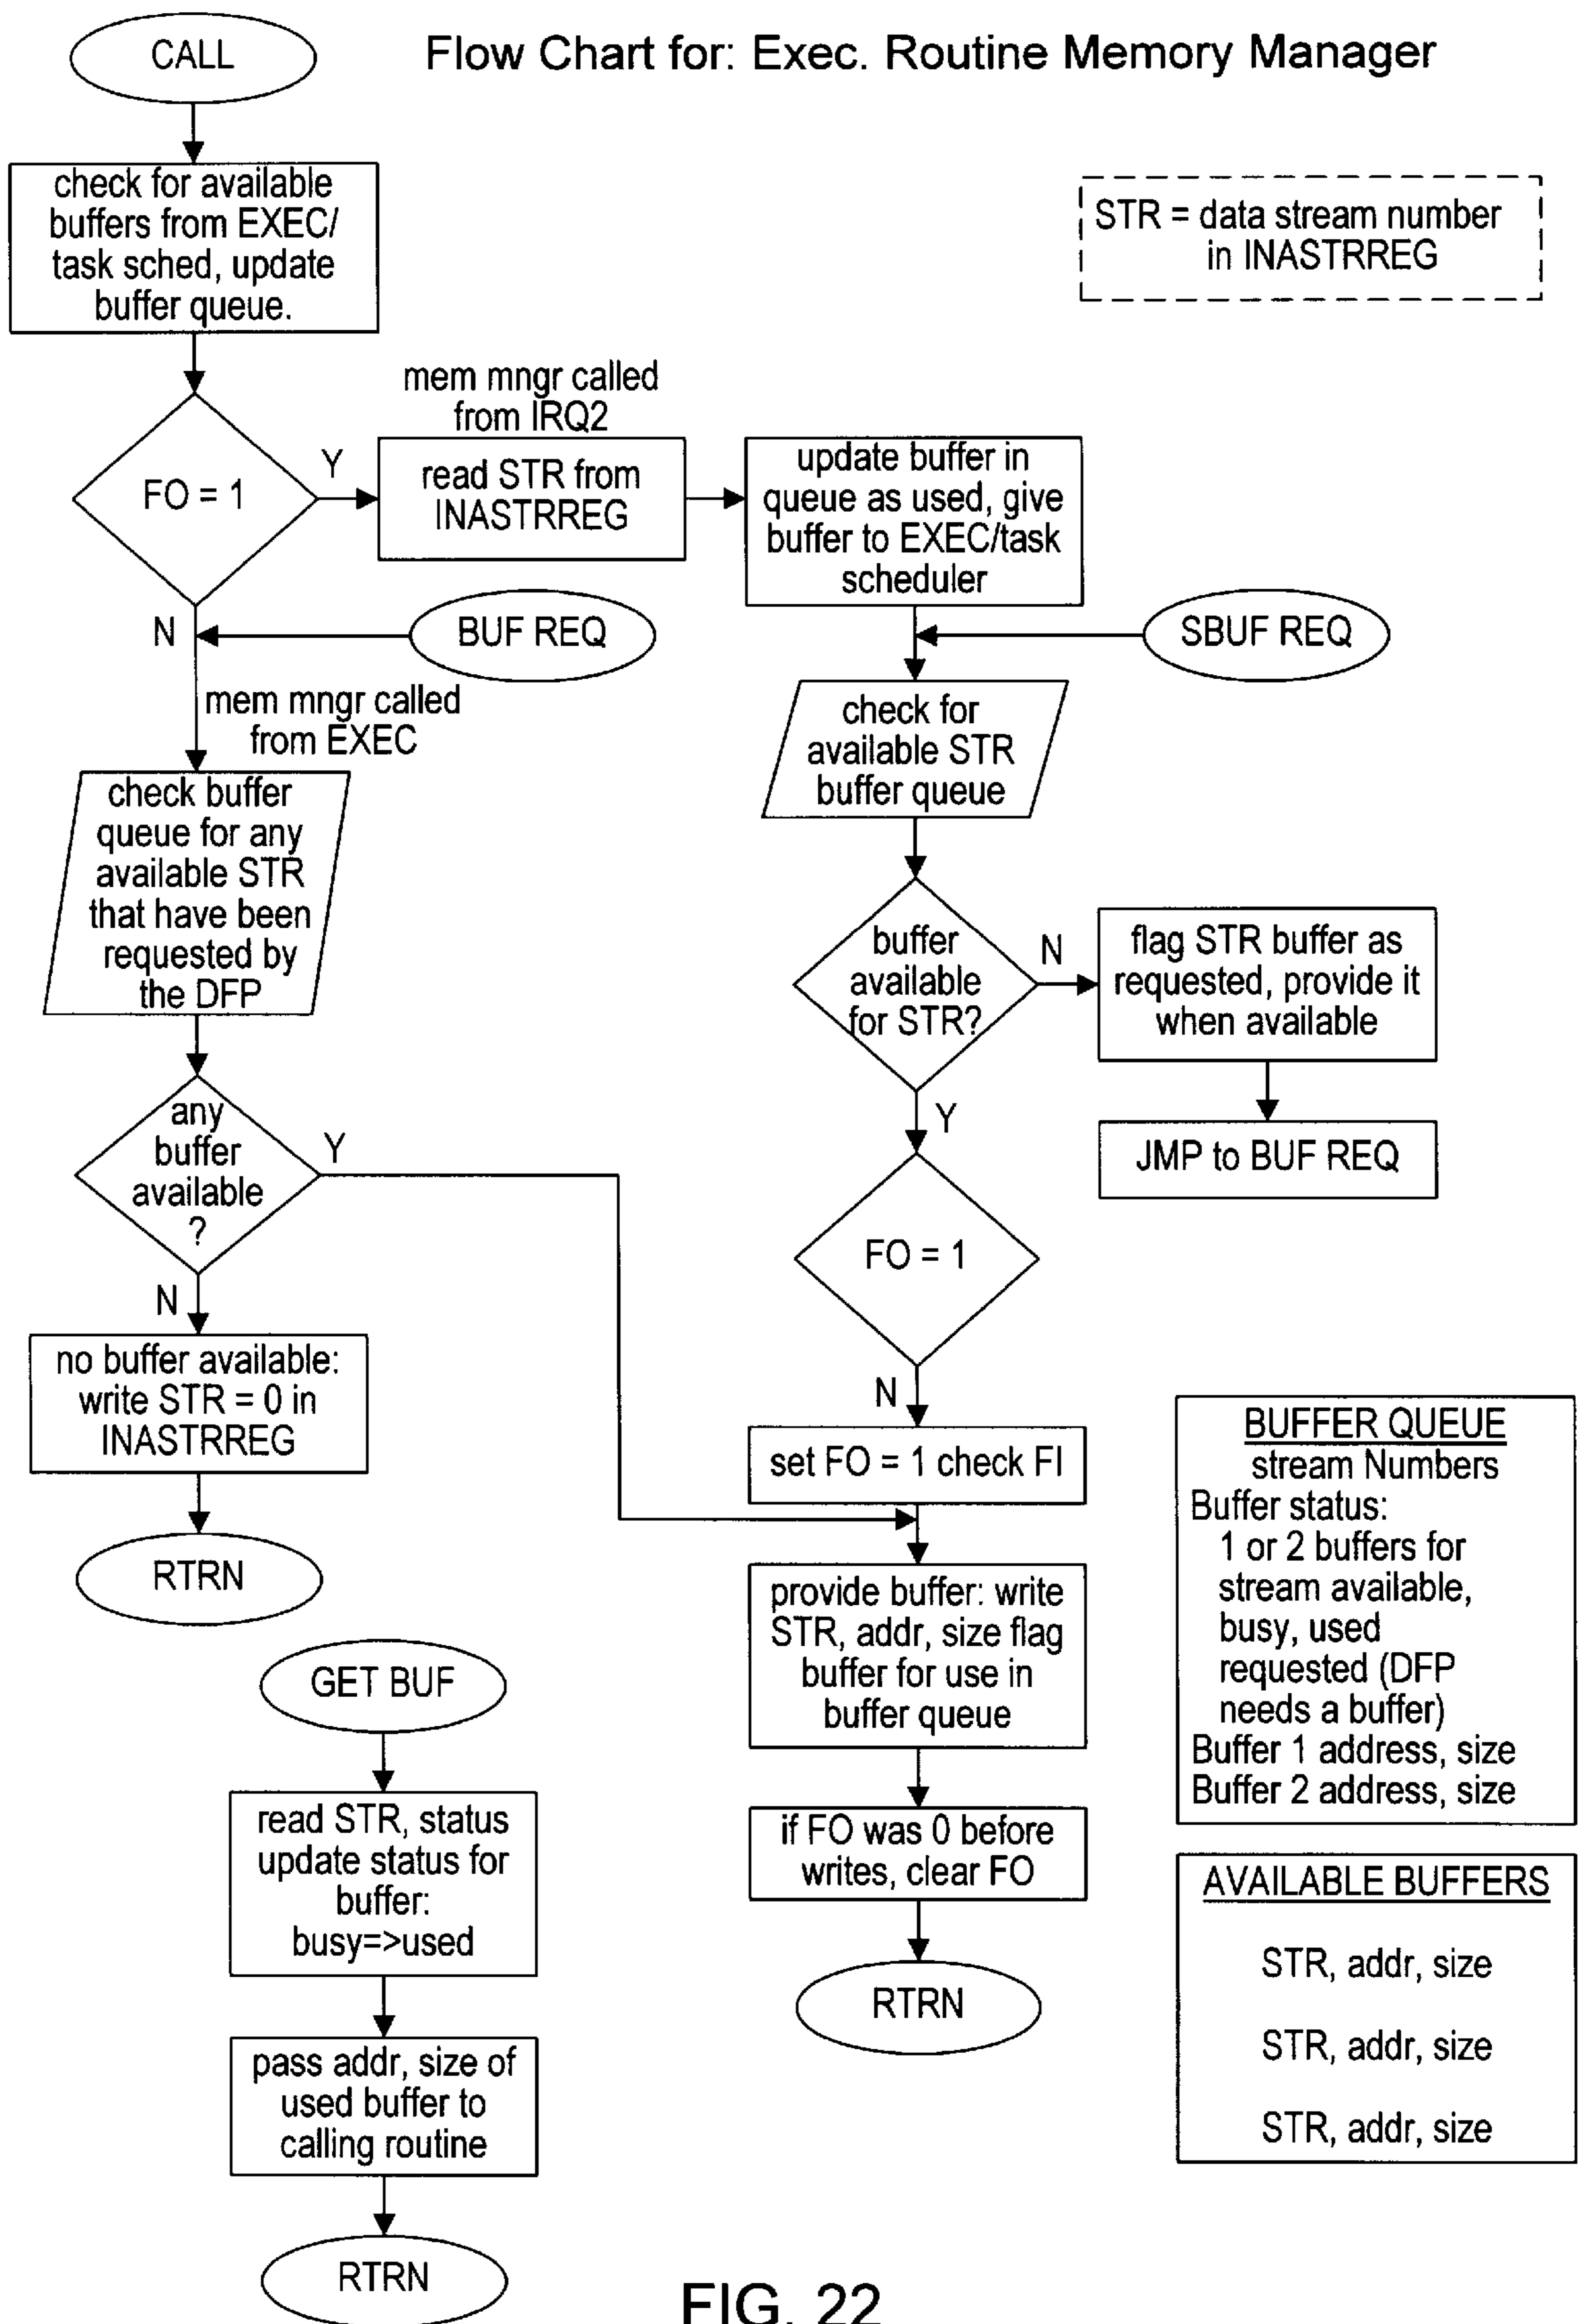 CALL
Flow Chart for: Exec. Routine Memory Manager
check for available
buffers from EXEC/
task sched, update
buffer queue.
STR = data stream number
in INASTRREG
FO = 1
Y
mem mngr called
from IRQ2
read STR from
INASTRREG
update buffer in
queue as used, give
buffer to EXEC/task
scheduler
N
BUF REQ
SBUF REQ
mem mngr called
from EXEC
check buffer
queue for any
available STR
that have been
requested by
the DFP
check for
available STR
buffer queue
buffer
available
for STR?
N
flag STR buffer as
requested, provide it
when available
JMP to BUF REQ
any
buffer
available
?
Y
Y
FO = 1
N
no buffer available:
write STR = 0 in
INASTRREG
RTRN
N
set FO = 1 check FI
provide buffer: write
STR, addr, size flag
buffer for use in
buffer queue
if FO was 0 before
writes, clear FO
RTRN
GET BUF
read STR, status
update status for
buffer:
busy=>used
pass addr, size of
used buffer to
calling routine
RTRN
BUFFER QUEUE
stream Numbers
Buffer status:
1 or 2 buffers for
stream available,
busy, used
requested (DFP
needs a buffer)
Buffer 1 address, size
Buffer 2 address, size
AVAILABLE BUFFERS
STR, addr, size
STR, addr, size
STR, addr, size
FIG. 22